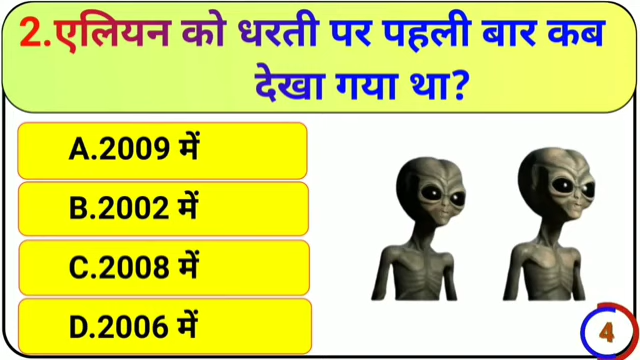 2.एलियन को धरती पर पहली बार कब
देखा गया था?
A.2009 में
B.2002 में
C.2008 में
D.2006 में
4